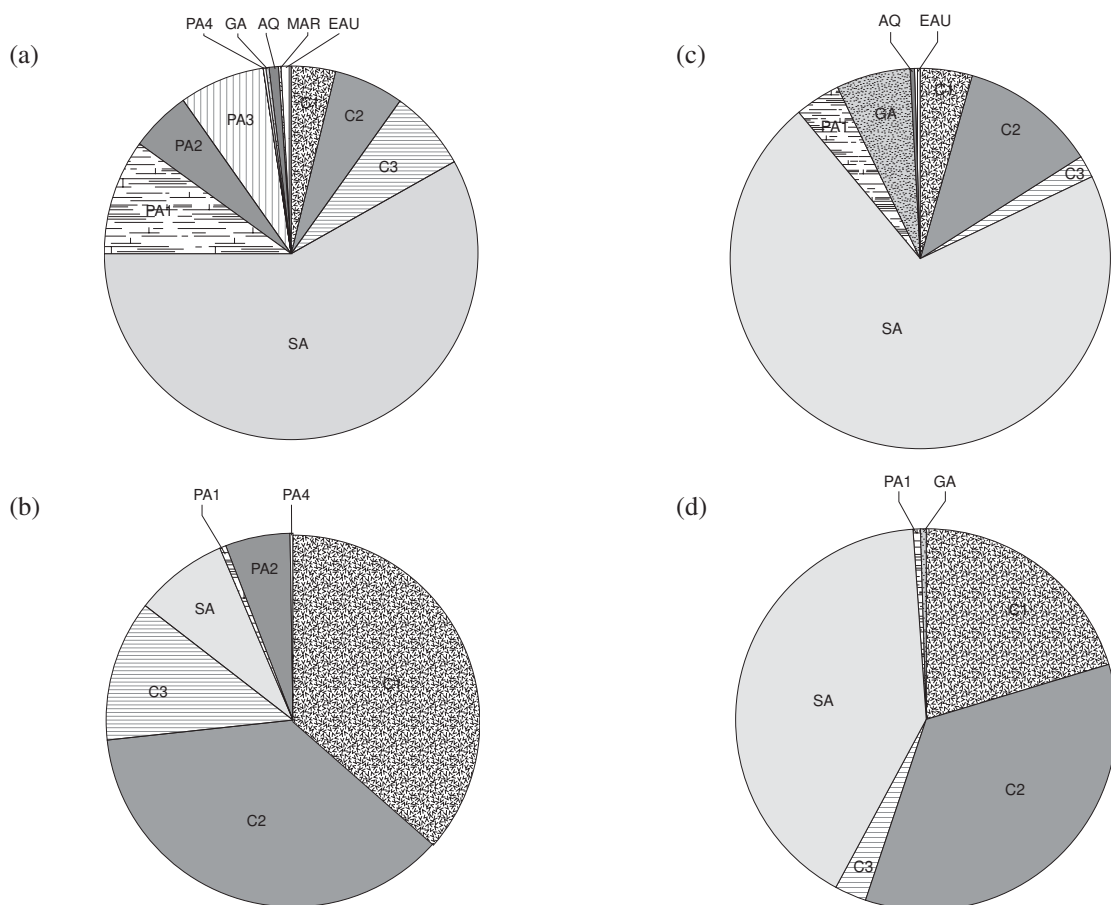 (a)
PA4 GA AQ MAR EAU
C1
C2
C3
PA3
PA2
PA1
SA
(c)
AQ EAU
C1
C2
C3
GA
PA1
SA
(b)
PA1 PA4
PA2
SA
C3
C1
C2
(d)
PA1 GA
C1
SA
C2
C3